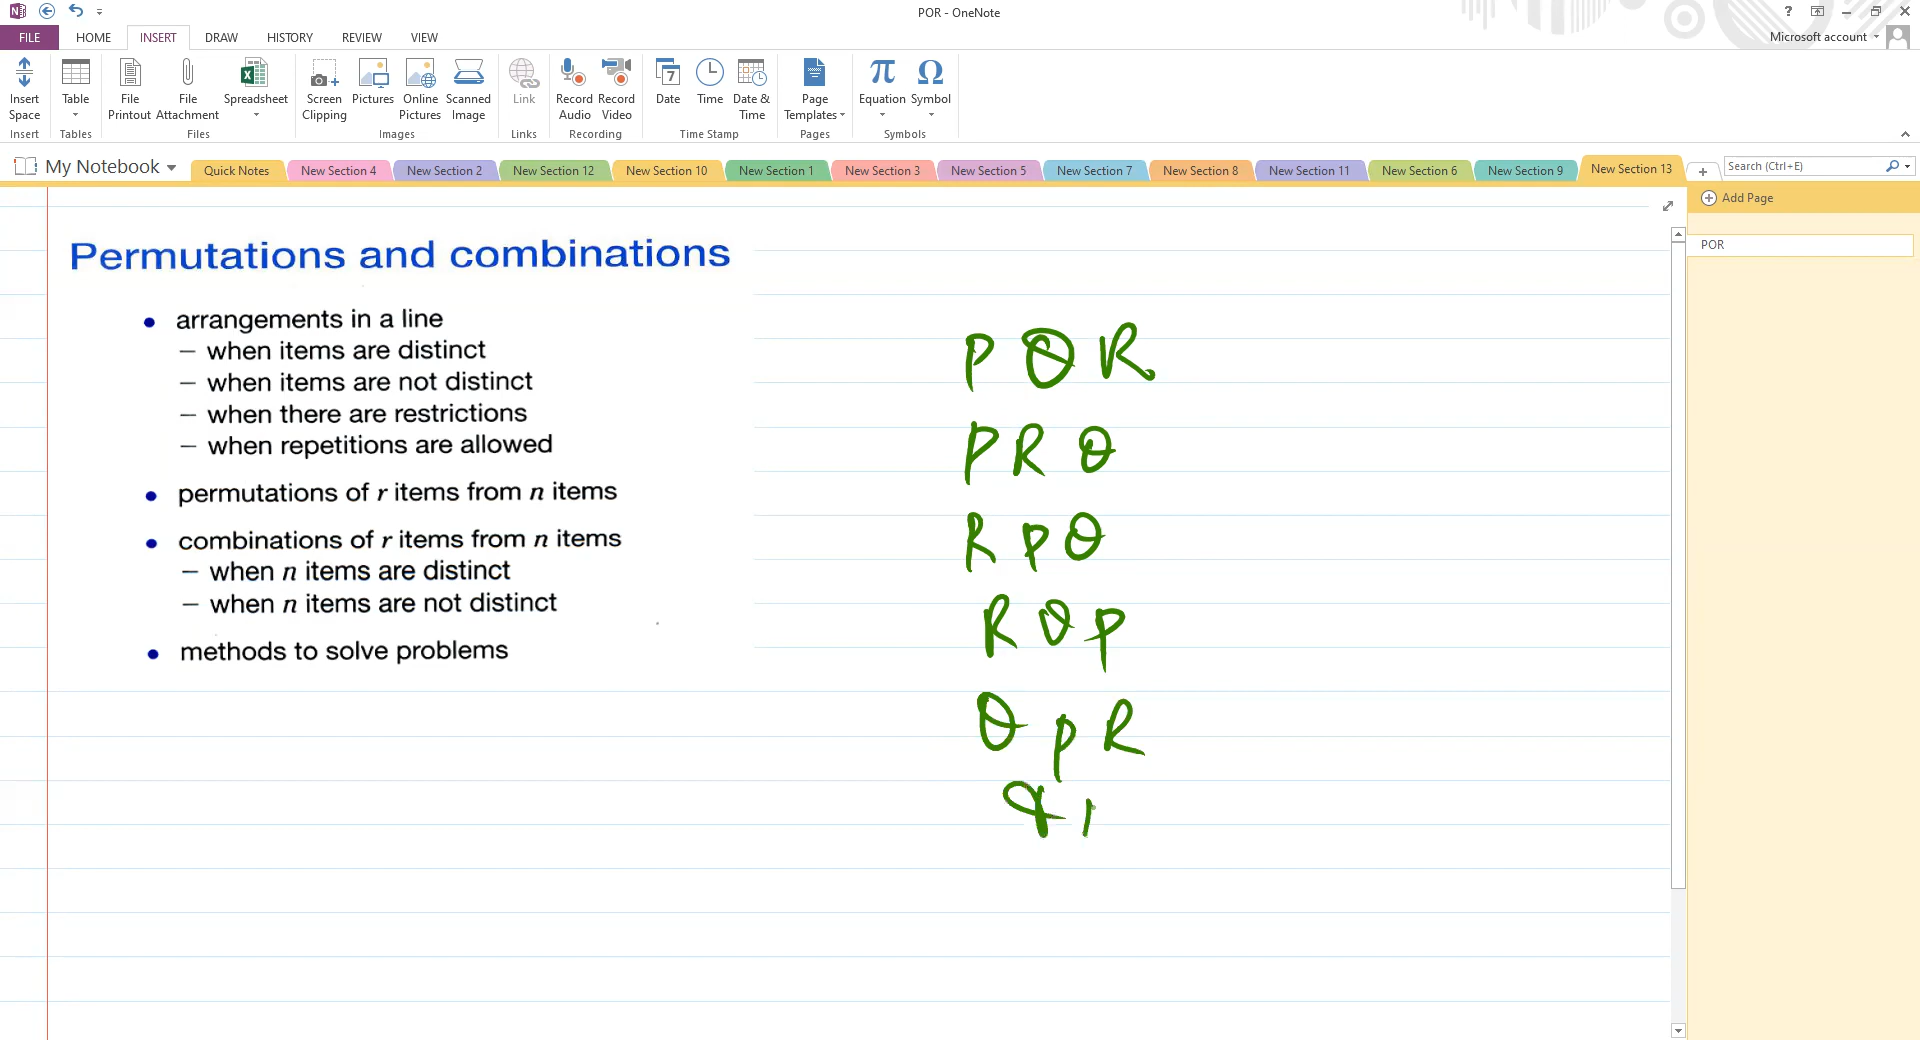 POR - OneNote
?
FILE HOME INSERT DRAW HISTORY REVIEW VIEW
Microsoft account
Insert Space
Table
File Printout
File Attachment
Spreadsheet
Screen Clipping
Pictures
Online Pictures
Scanned Image
Link
Record Audio
Record Video
7
Date
Time
Date & Time
Page Templates
π
Equation
Ω
Symbol
Insert Tables Files Images Links Recording Time Stamp Pages Symbols
My Notebook
Quick Notes New Section 4 New Section 2 New Section 12 New Section 10 New Section 1 New Section 3 New Section 5 New Section 7 New Section 8 New Section 11 New Section 6 New Section 9 New Section 13
Search (Ctrl+E)
Add Page
POR
Permutations and combinations
• arrangements in a line
– when items are distinct
– when items are not distinct
– when there are restrictions
– when repetitions are allowed
• permutations of r items from n items
• combinations of r items from n items
– when n items are distinct
– when n items are not distinct
• methods to solve problems
P Q R
P R Q
R P Q
R Q P
Q P R
Q